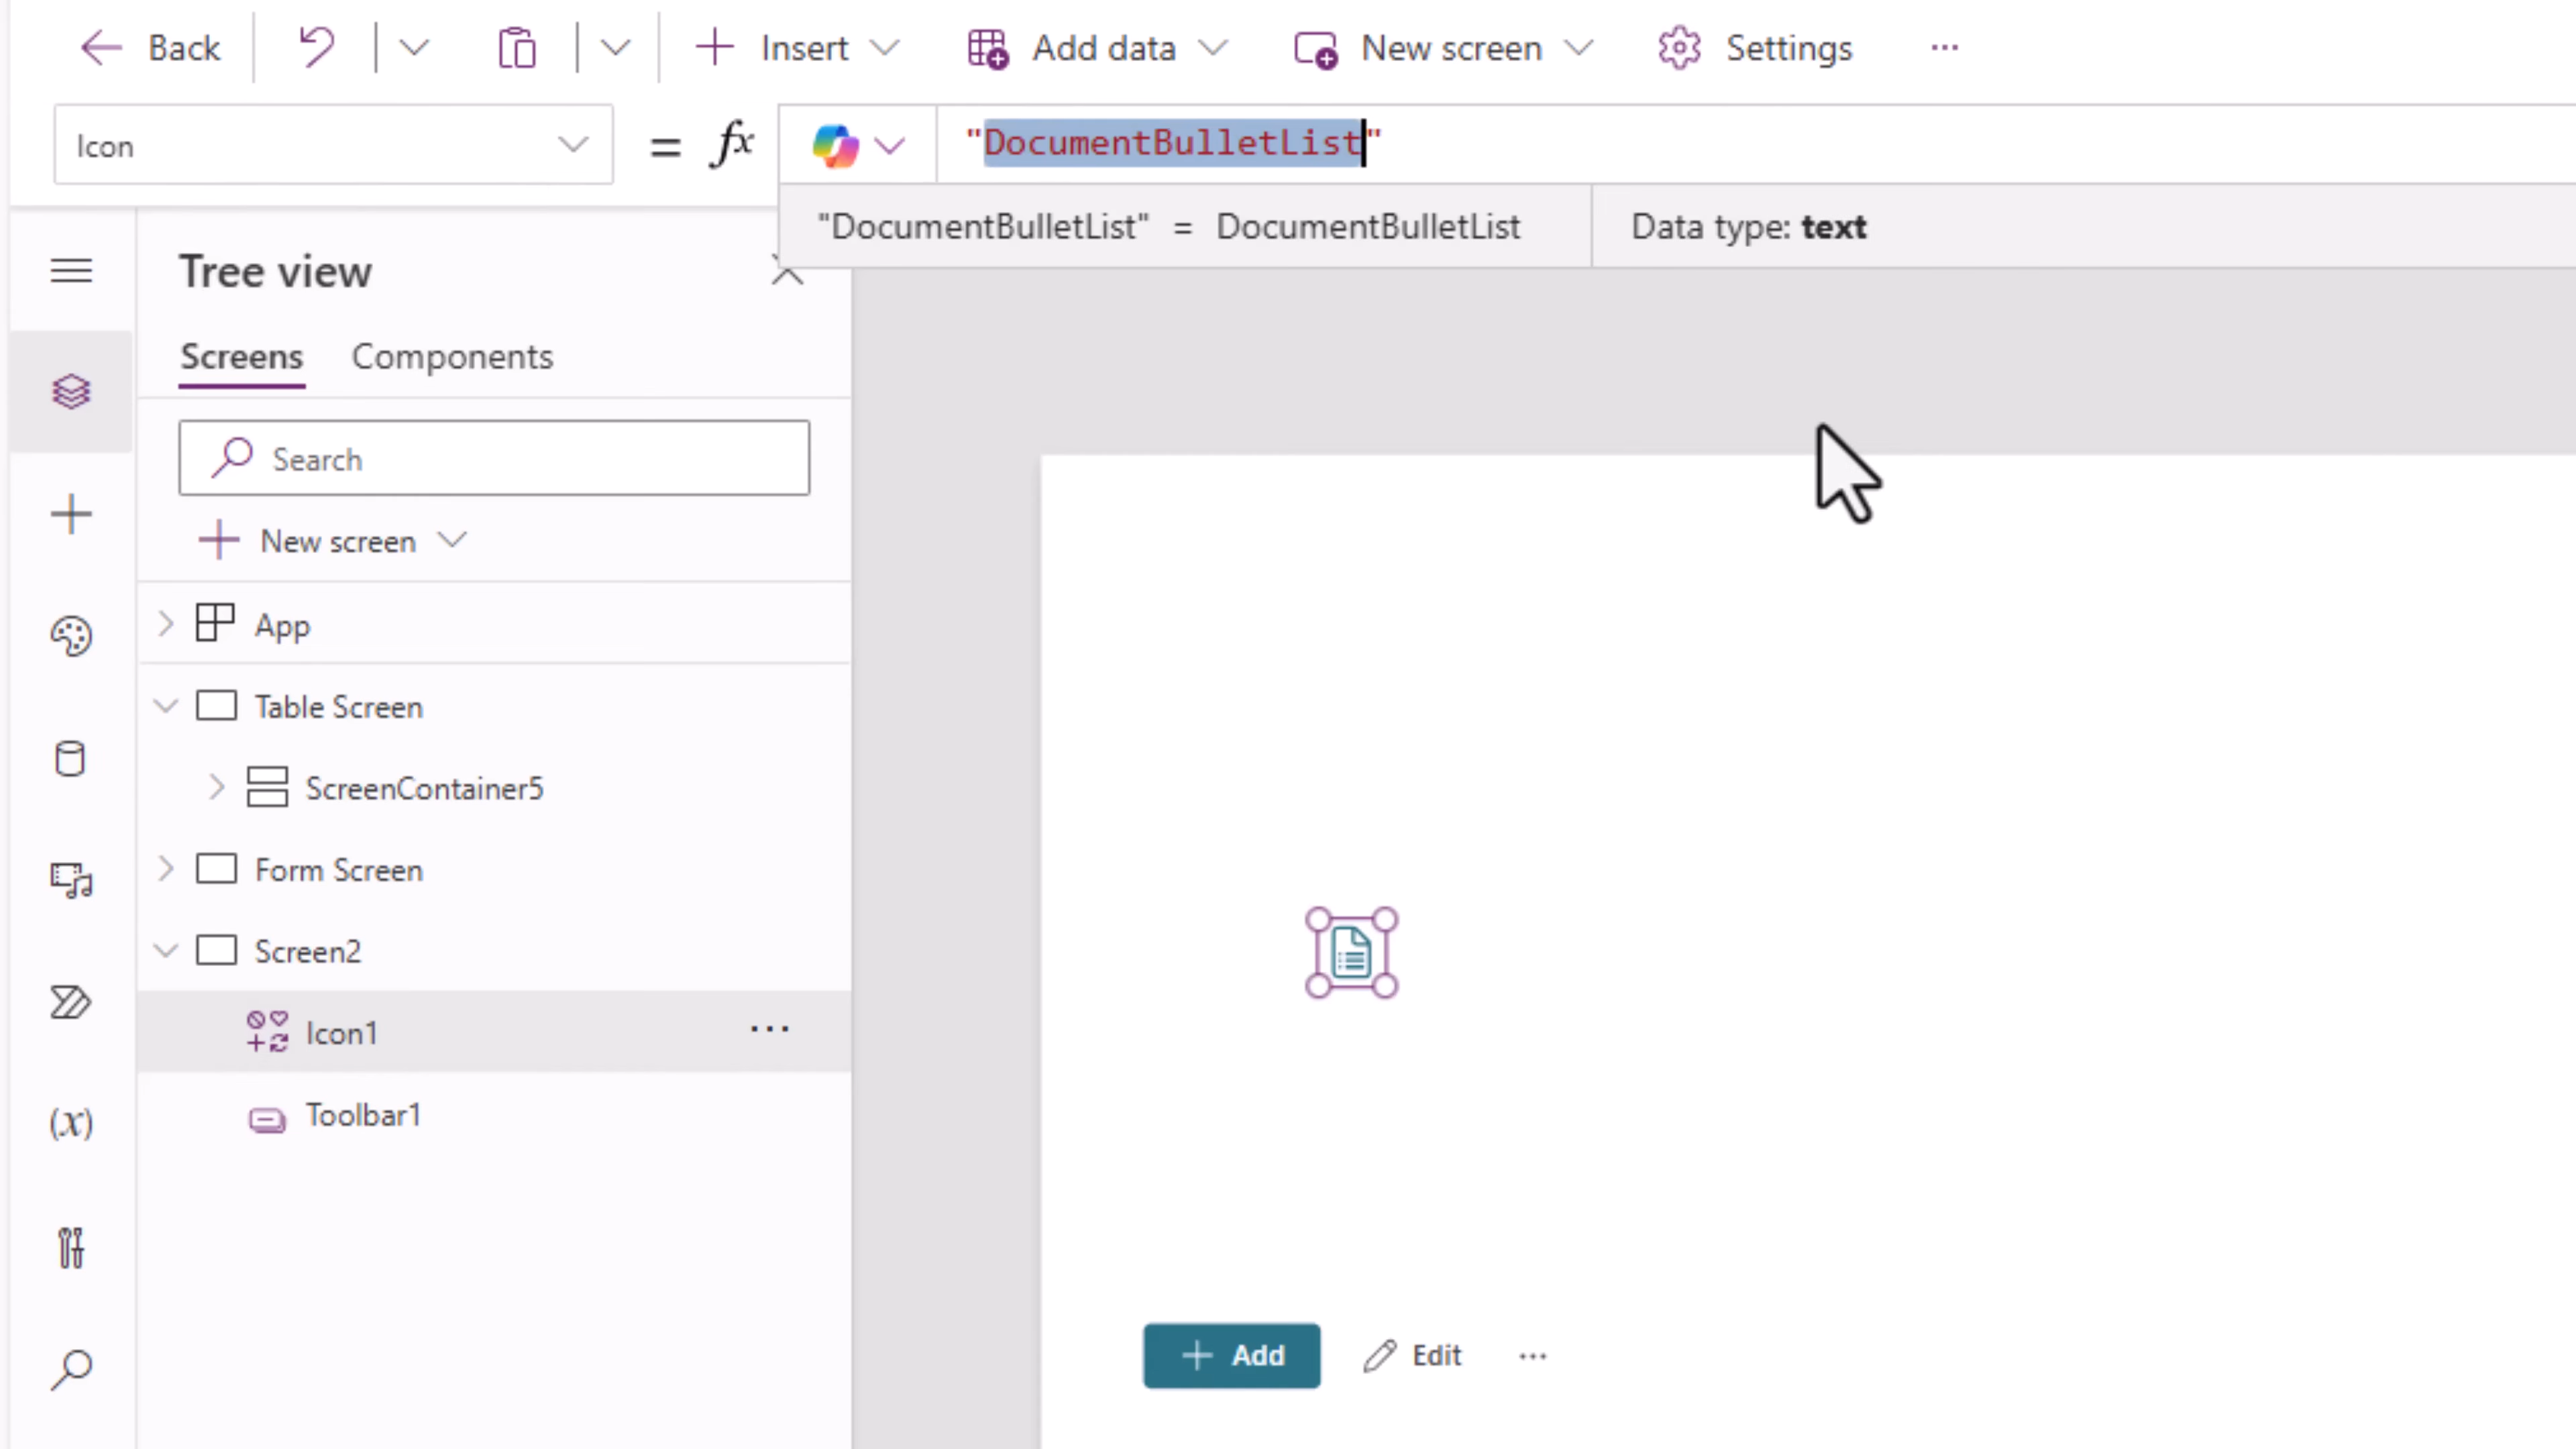 Back
Insert
Add data
New screen
Settings
Icon
= fx
"DocumentBulletList"
"DocumentBulletList" = DocumentBulletList
Data type: text
Tree view
Screens
Components
Search
New screen
App
Table Screen
ScreenContainer5
Form Screen
Screen2
Icon1
(x)
Toolbar1
Add
Edit